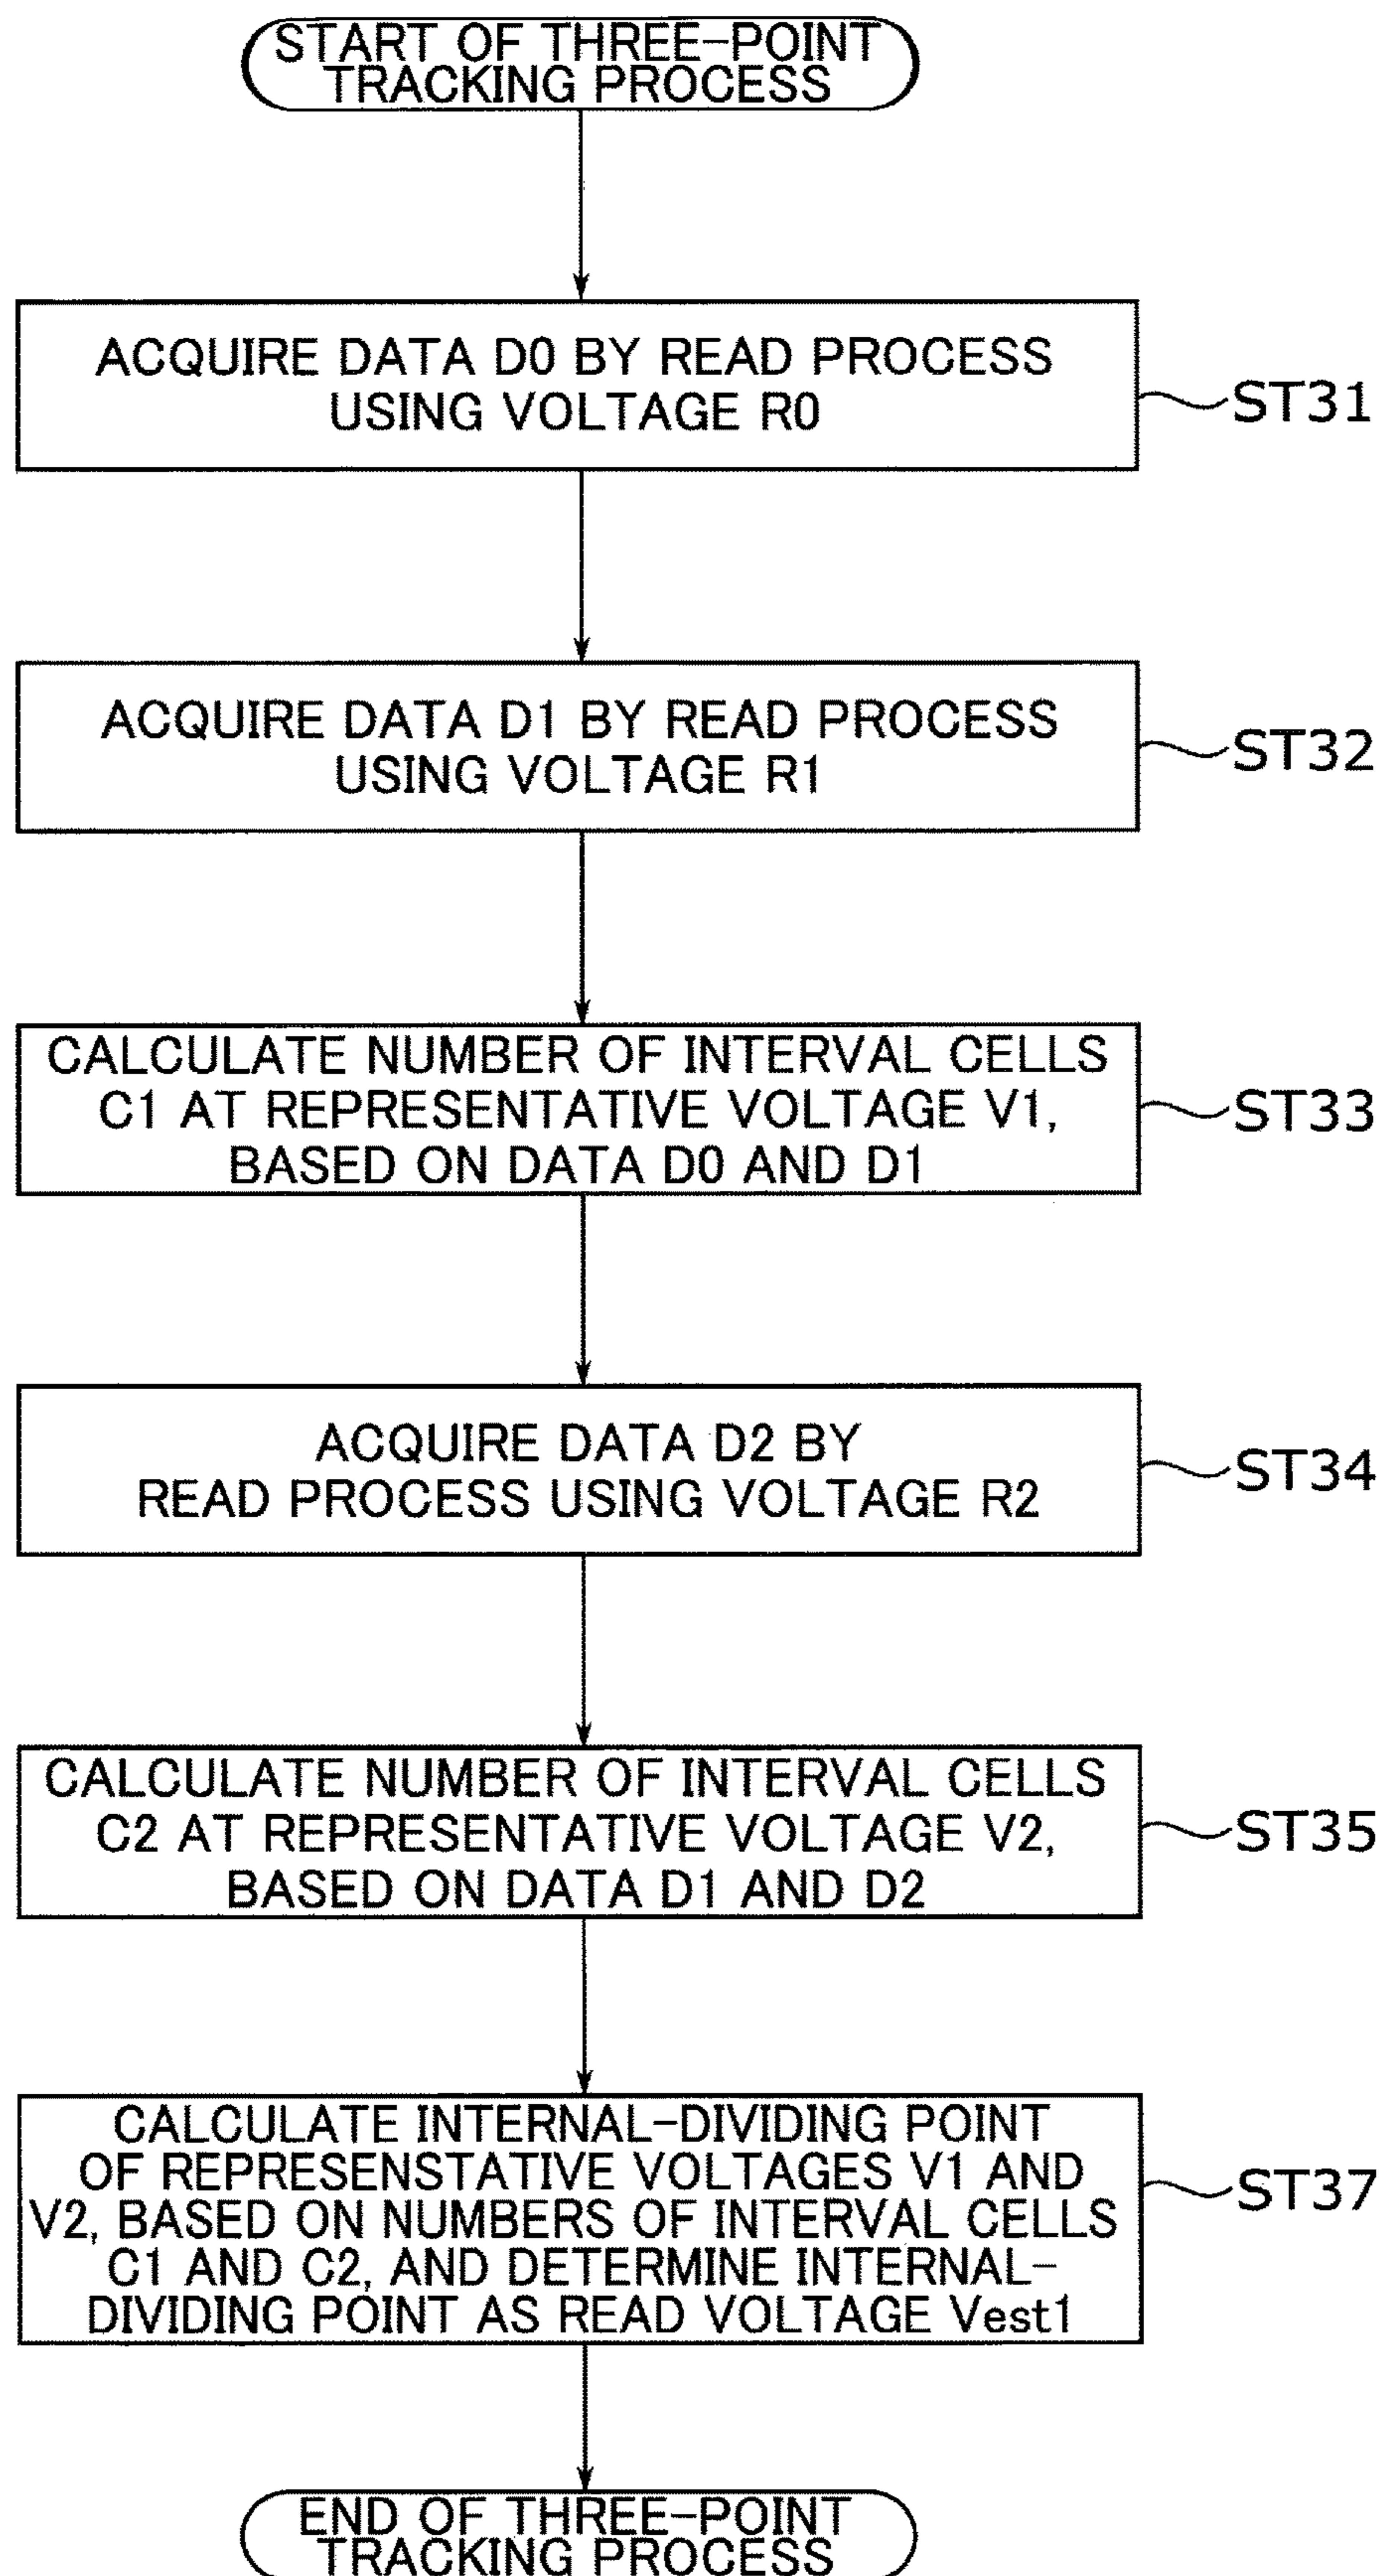 START OF THREE-POINT
TRACKING PROCESS
ACQUIRE DATA D0 BY READ PROCESS
USING VOLTAGE R0
ST31
ACQUIRE DATA D1 BY READ PROCESS
USING VOLTAGE R1
ST32
CALCULATE NUMBER OF INTERVAL CELLS
C1 AT REPRESENTATIVE VOLTAGE V1,
BASED ON DATA D0 AND D1
ST33
ACQUIRE DATA D2 BY
READ PROCESS USING VOLTAGE R2
ST34
CALCULATE NUMBER OF INTERVAL CELLS
C2 AT REPRESENTATIVE VOLTAGE V2,
BASED ON DATA D1 AND D2
ST35
CALCULATE INTERNAL-DIVIDING POINT
OF REPRESENSTATIVE VOLTAGES V1 AND
V2, BASED ON NUMBERS OF INTERVAL CELLS
C1 AND C2, AND DETERMINE INTERNAL-
DIVIDING POINT AS READ VOLTAGE Vest1
ST37
END OF THREE-POINT
TRACKING PROCESS